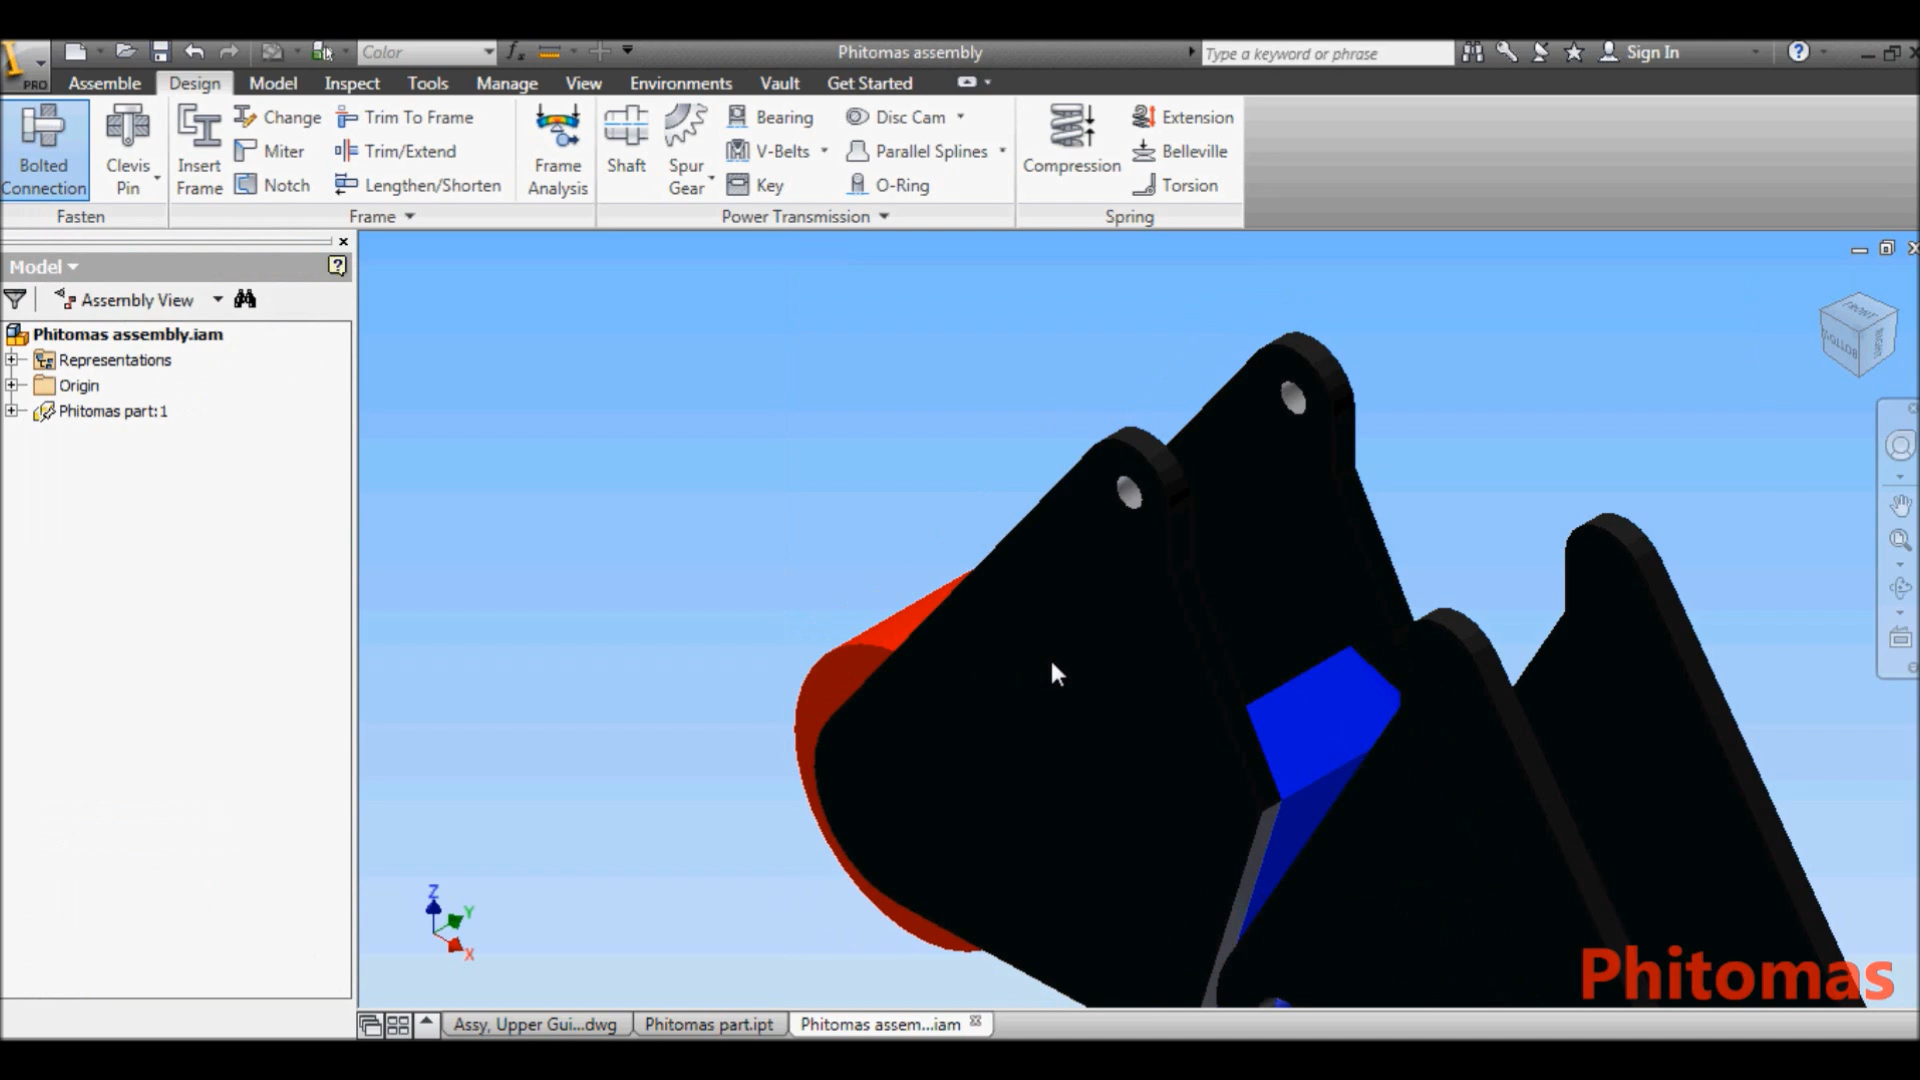 Color
Phitomas assembly
Type a keyword or phrase
Sign In
PRO
Assemble
Design
Model
Inspect
Tools
Manage
View
Environments
Vault
Get Started
Bolted Connection
Clevis Pin
Fasten
Insert Frame
Change
Miter
Notch
Trim To Frame
Trim/Extend
Lengthen/Shorten
Frame
Frame Analysis
Shaft
Spur Gear
Bearing
V-Belts
Key
Disc Cam
Parallel Splines
O-Ring
Power Transmission
Compression
Extension
Belleville
Torsion
Spring
Model
Assembly View
Phitomas assembly.iam
Representations
Origin
Phitomas part:1
FRONT
BOTTOM
RIGHT
Z
Y
X
Phitomas
Assy, Upper Gui...dwg
Phitomas part.ipt
Phitomas assem...iam